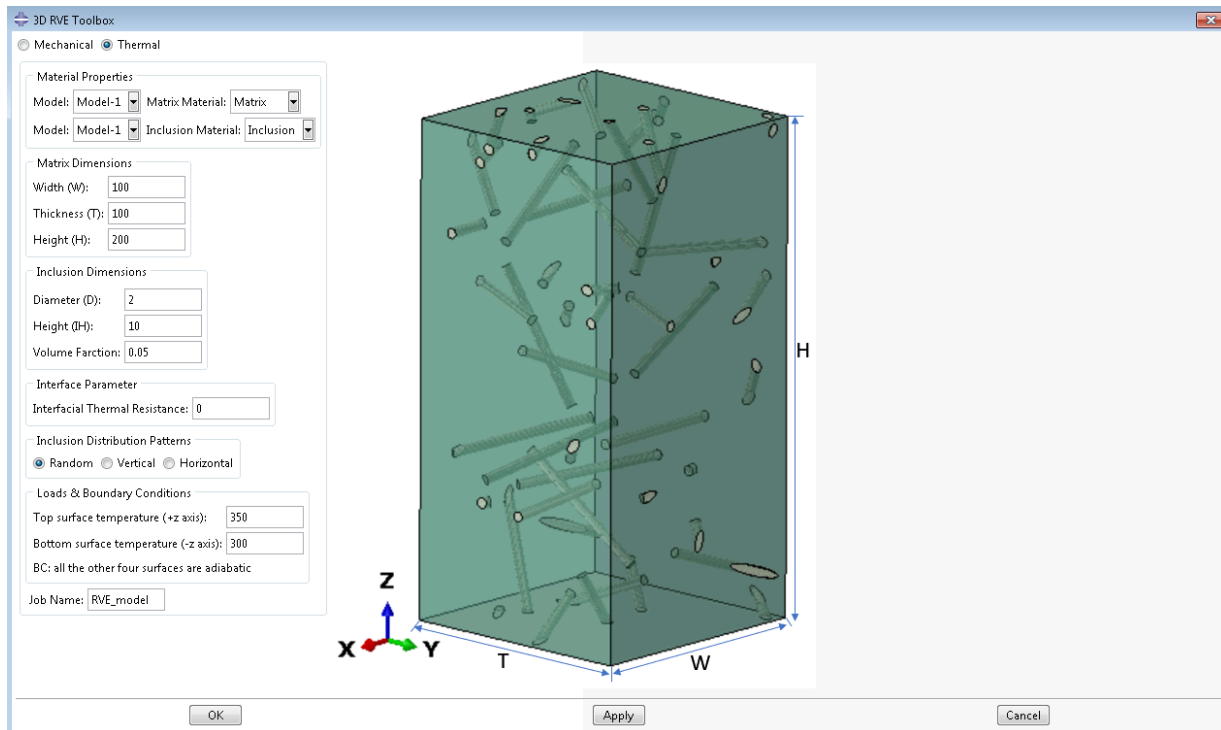 3D RVE Toolbox
Mechanical Thermal
Material Properties
Model: Model-1 Matrix Material: Matrix
Model: Model-1 Inclusion Material: Inclusion
Matrix Dimensions
Width (W): 100
Thickness (T): 100
Height (H): 200
Inclusion Dimensions
Diameter (D): 2
Height (IH): 10
Volume Farction: 0.05
Interface Parameter
Interfacial Thermal Resistance: 0
Inclusion Distribution Patterns
Random Vertical Horizontal
Loads & Boundary Conditions
Top surface temperature (+z axis): 350
Bottom surface temperature (-z axis): 300
BC: all the other four surfaces are adiabatic
Job Name: RVE_model
H
Z
X Y
T W
OK Apply Cancel